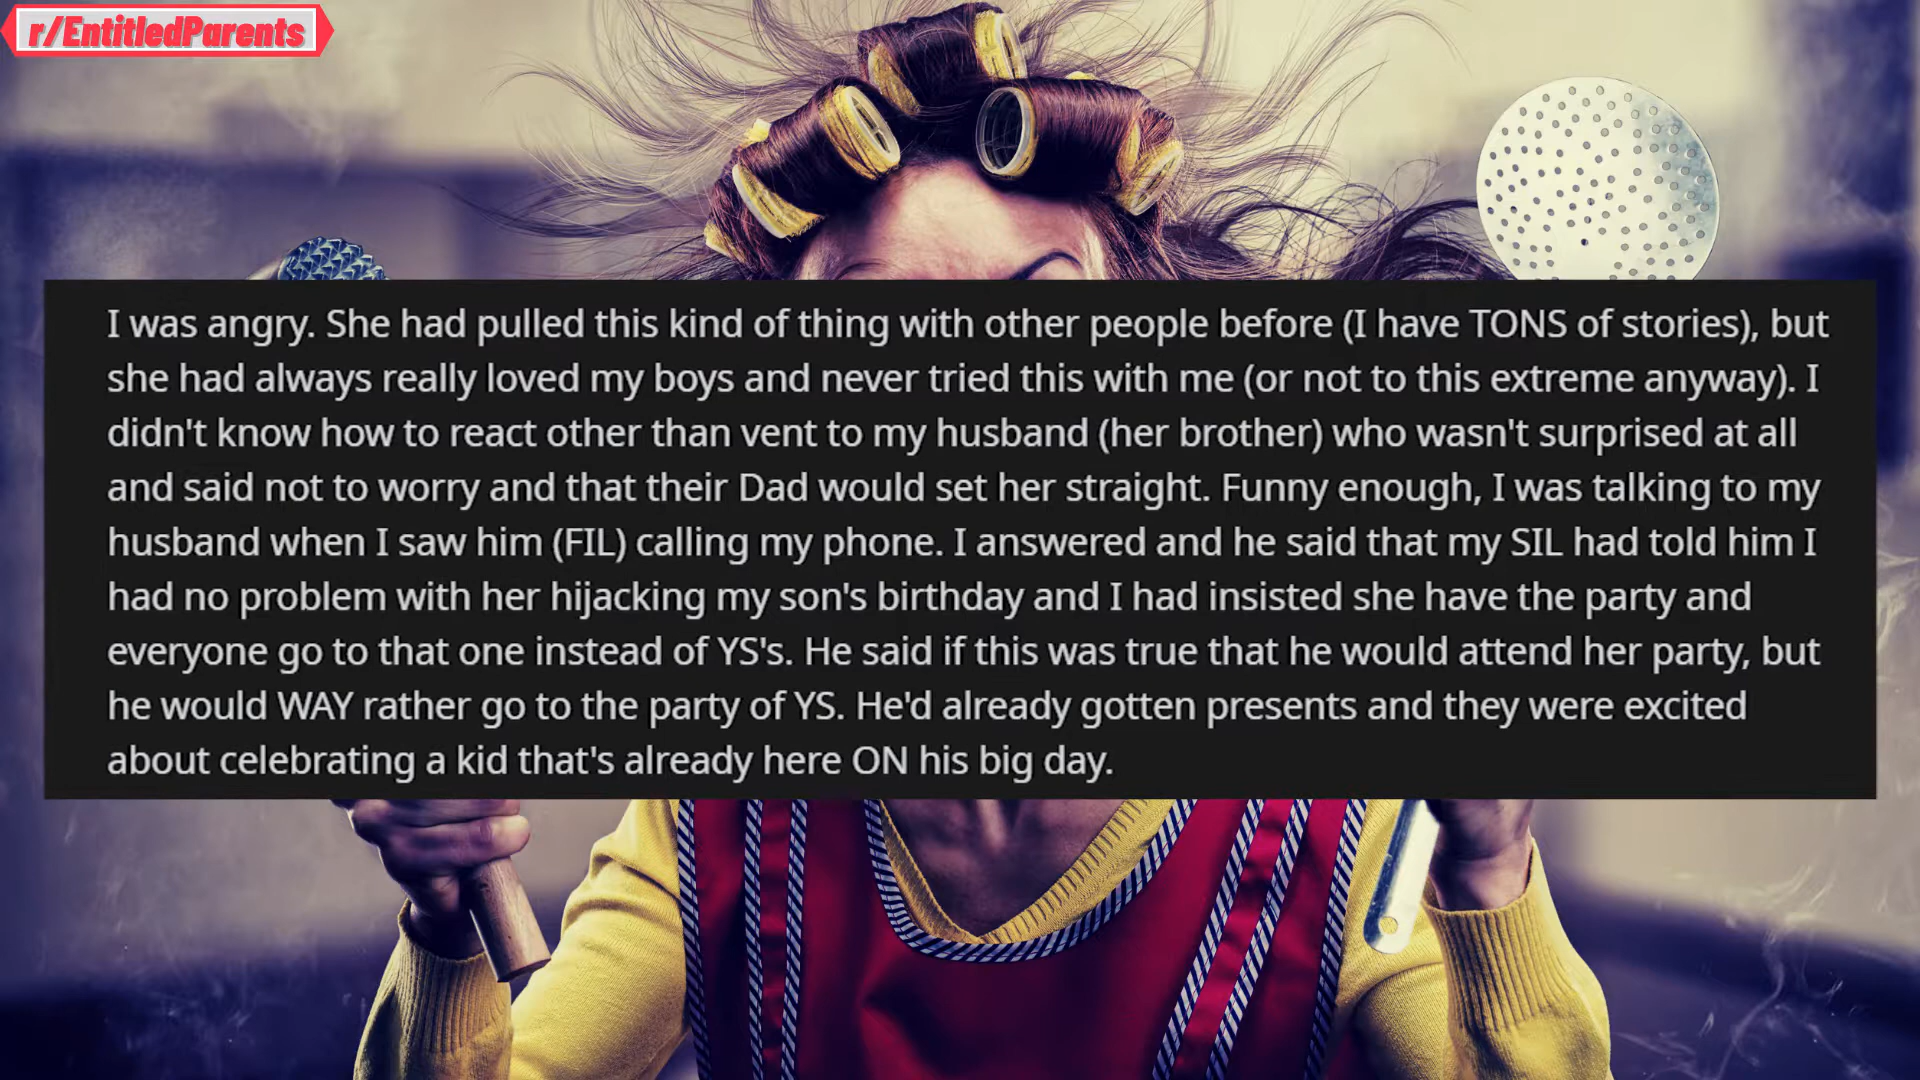 r/EntitledParents
I was angry. She had pulled this kind of thing with other people before (I have TONS of stories), but
she had always really loved my boys and never tried this with me (or not to this extreme anyway). I
didn't know how to react other than vent to my husband (her brother) who wasn't surprised at all
and said not to worry and that their Dad would set her straight. Funny enough, I was talking to my
husband when I saw him (FIL) calling my phone. I answered and he said that my SIL had told him I
had no problem with her hijacking my son's birthday and I had insisted she have the party and
everyone go to that one instead of YS's. He said if this was true that he would attend her party, but
he would WAY rather go to the party of YS. He'd already gotten presents and they were excited
about celebrating a kid that's already here ON his big day.